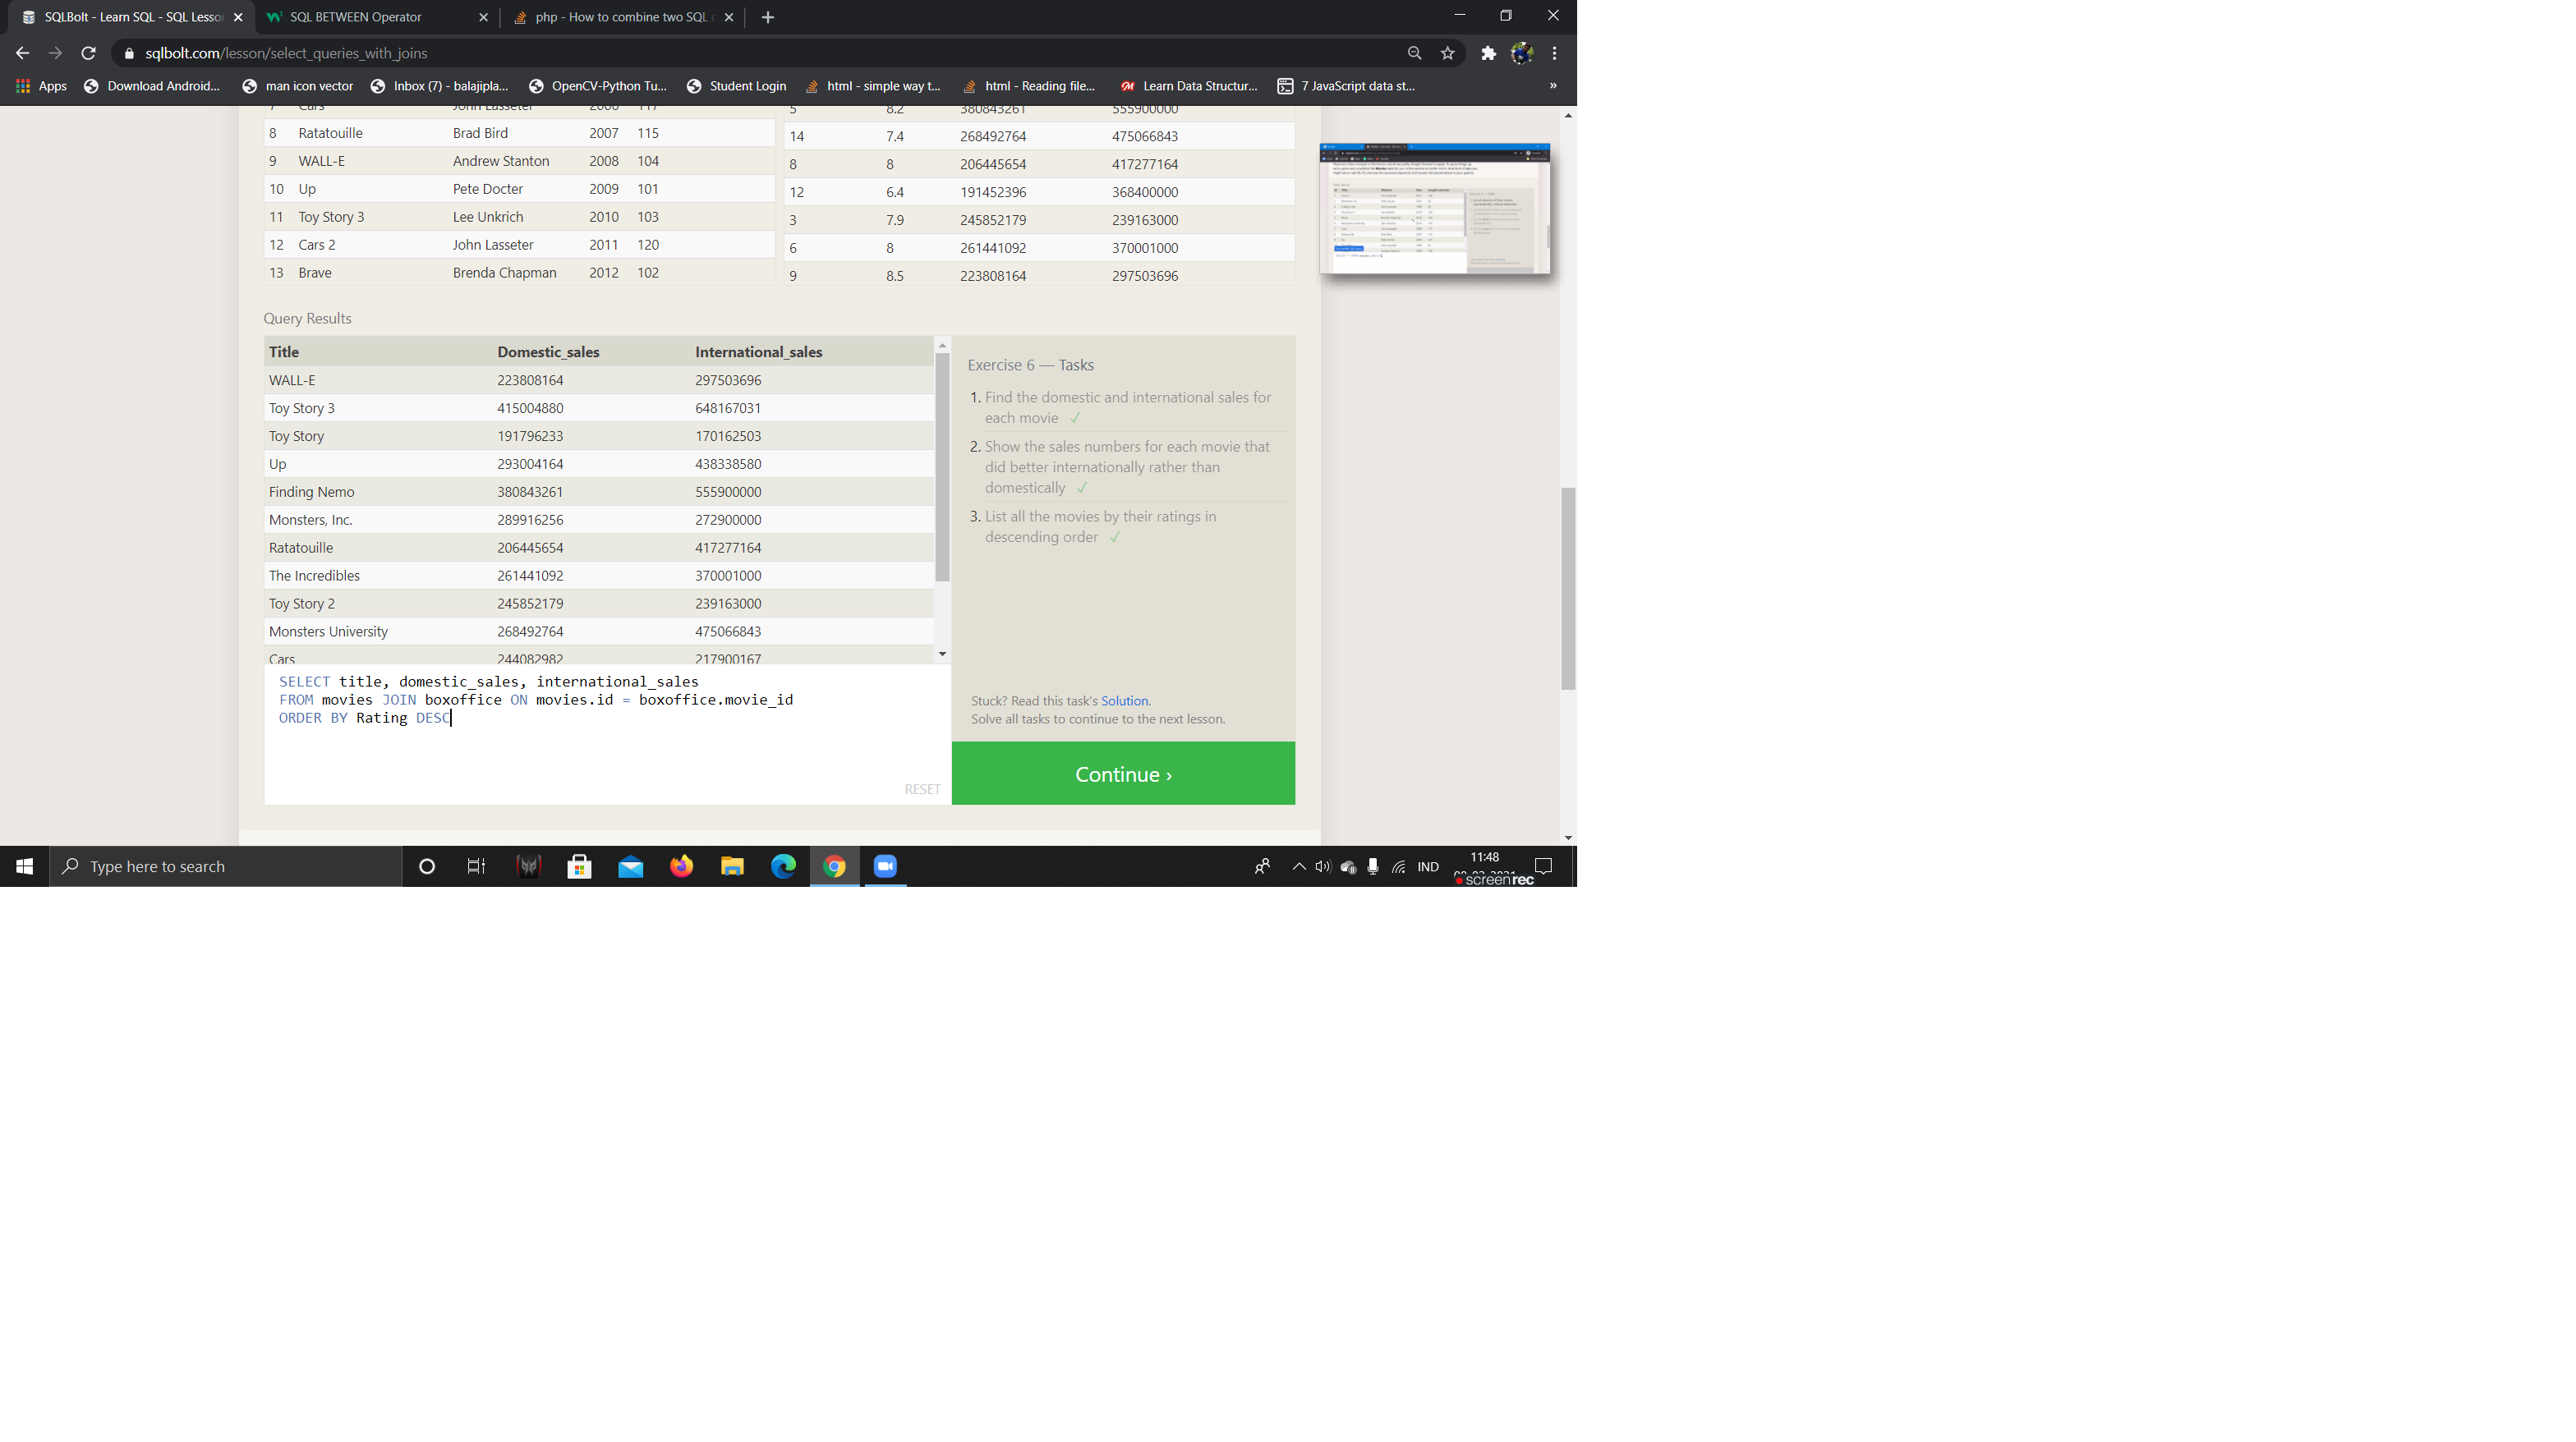 SQLBolt - Learn SQL - SQL Lesso
SQL BETWEEN Operator
php - How to combine two SQL
sqlbolt.com/lesson/select_queries_with_joins
Apps
Download Android...
man icon vector
Inbox (7) - balajipla...
OpenCV-Python Tu...
Student Login
html - simple way t...
html - Reading file...
Learn Data Structur...
7 JavaScript data st...
»
7 Cars John Lasseter 2006 117
8 Ratatouille Brad Bird 2007 115
9 WALL-E Andrew Stanton 2008 104
10 Up Pete Docter 2009 101
11 Toy Story 3 Lee Unkrich 2010 103
12 Cars 2 John Lasseter 2011 120
13 Brave Brenda Chapman 2012 102
5 8.2 380843261 555900000
14 7.4 268492764 475066843
8 8 206445654 417277164
12 6.4 191452396 368400000
3 7.9 245852179 239163000
6 8 261441092 370001000
9 8.5 223808164 297503696
Query Results
Title Domestic_sales International_sales
WALL-E 223808164 297503696
Toy Story 3 415004880 648167031
Toy Story 191796233 170162503
Up 293004164 438338580
Finding Nemo 380843261 555900000
Monsters, Inc. 289916256 272900000
Ratatouille 206445654 417277164
The Incredibles 261441092 370001000
Toy Story 2 245852179 239163000
Monsters University 268492764 475066843
Cars 244082982 217900167
SELECT title, domestic_sales, international_sales
FROM movies JOIN boxoffice ON movies.id = boxoffice.movie_id
ORDER BY Rating DESC
RESET
Exercise 6 — Tasks
1. Find the domestic and international sales for
each movie ✓
2. Show the sales numbers for each movie that
did better internationally rather than
domestically ✓
3. List all the movies by their ratings in
descending order ✓
Stuck? Read this task's Solution.
Solve all tasks to continue to the next lesson.
Continue ›
Type here to search
IND
11:48
screenrec